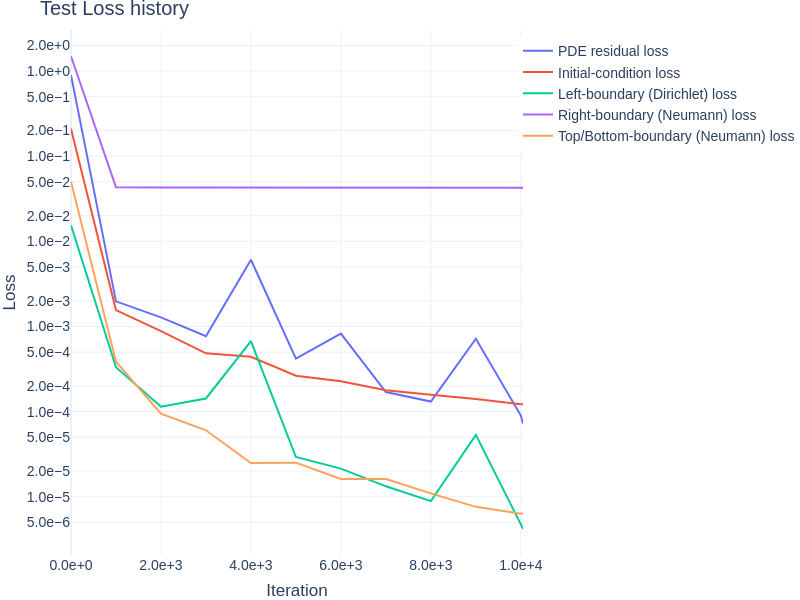 Test Loss history
2.0e+0
1.0e+0
5.0e−1
2.0e−1
1.0e−1
5.0e−2
2.0e−2
1.0e−2
5.0e−3
2.0e−3
1.0e−3
5.0e−4
2.0e−4
1.0e−4
5.0e−5
2.0e−5
1.0e−5
5.0e−6
Loss
0.0e+0 2.0e+3 4.0e+3 6.0e+3 8.0e+3 1.0e+4
Iteration
PDE residual loss
Initial-condition loss
Left-boundary (Dirichlet) loss
Right-boundary (Neumann) loss
Top/Bottom-boundary (Neumann) loss